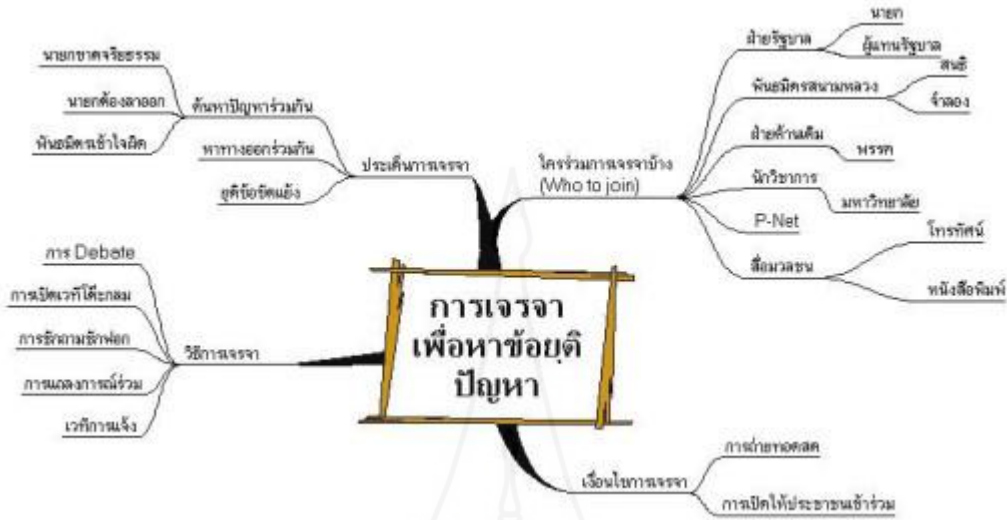 การเจรจา
เพื่อหาข้อยุติ
ปัญหา
ใครร่วมการเจรจาบ้าง
(Who to join)
ฝ่ายรัฐบาล
นายก
ผู้แทนรัฐบาล
พันธมิตรสนามหลวง
สนธิ
จำลอง
ฝ่ายค้านเดิม
พรรค
นักวิชาการ
มหาวิทยาลัย
P-Net
สื่อมวลชน
โทรทัศน์
หนังสือพิมพ์
เงื่อนไขการเจรจา
การถ่ายทอดสด
การเปิดให้ประชาชนเข้าร่วม
วิธีการเจรจา
การ Debate
การเปิดเวทีโต๊ะกลม
การซักถามซักฟอก
การแถลงการณ์ร่วม
เวทีการแจ้ง
ประเด็นการเจรจา
ค้นหาปัญหาร่วมกัน
นายกขาดจริยธรรม
นายกต้องลาออก
พันธมิตรเข้าใจผิด
หาทางออกร่วมกัน
ยุติข้อขัดแย้ง